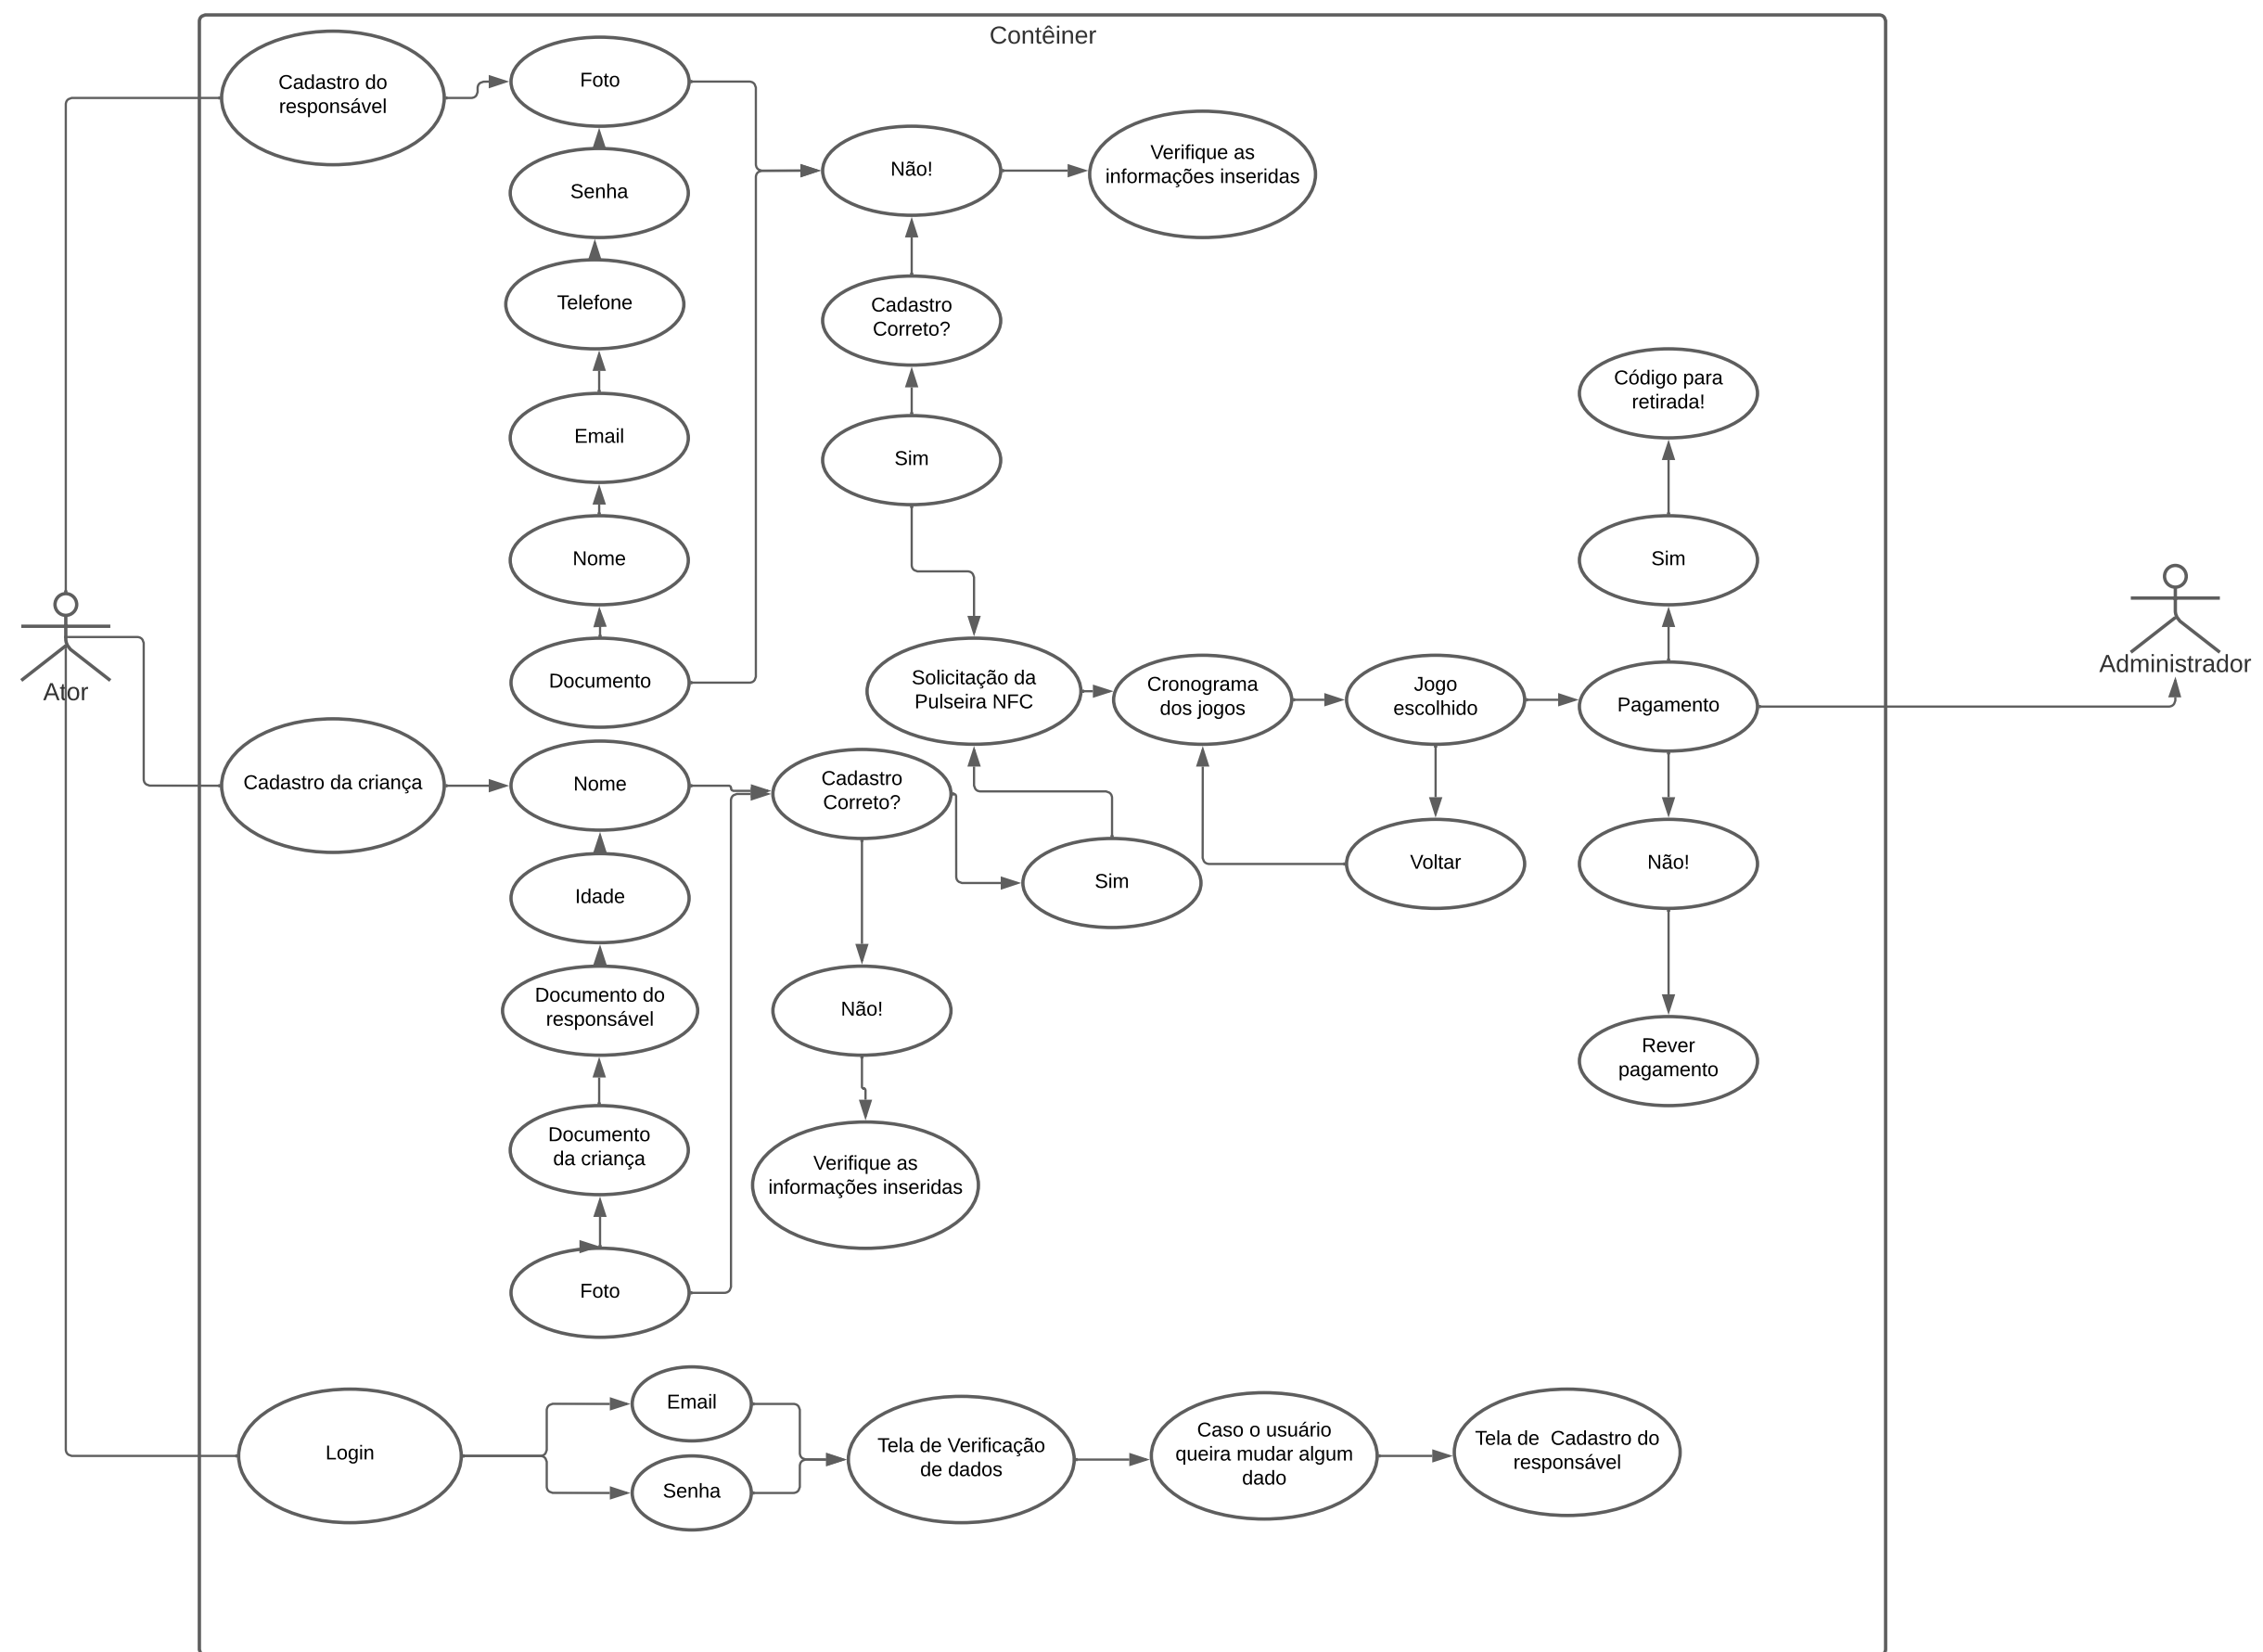 Contêiner
Cadastro do
responsável
Foto
Senha
Telefone
Email
Nome
Documento
Não!
Verifique as
informações inseridas
Cadastro
Correto?
Sim
Solicitação da
Pulseira NFC
Cronograma
dos jogos
Jogo
escolhido
Pagamento
Sim
Código para
retirada!
Voltar
Não!
Rever
pagamento
Ator
Administrador
Cadastro da criança
Nome
Idade
Documento do
responsável
Documento
da criança
Foto
Cadastro
Correto?
Sim
Não!
Verifique as
informações inseridas
Login
Email
Senha
Tela de Verificação
de dados
Caso o usuário
queira mudar algum
dado
Tela de  Cadastro do
responsável